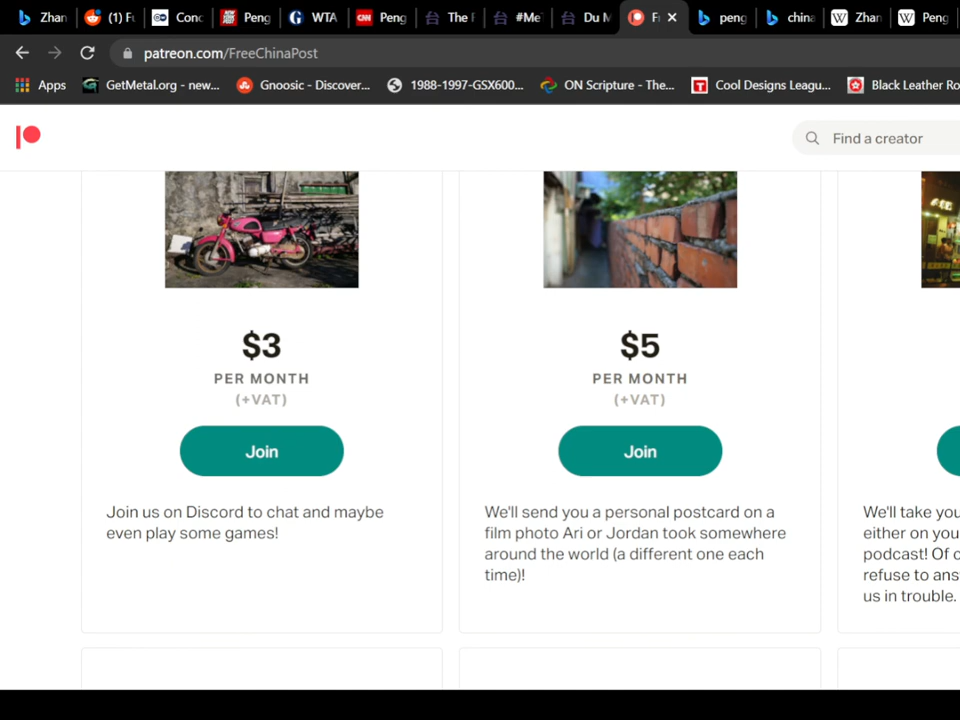 Zhan
(1) F
Conc
NEW YORK POST
Peng
G
WTA
CNN
Peng
The
#Me
Du M
F
peng
china
W
Zhan
W
Peng
patreon.com/FreeChinaPost
Apps
GetMetal.org - new...
Gnoosic - Discover...
1988-1997-GSX600...
ON Scripture - The...
T
Cool Designs Leagu...
Black Leather Ro
Find a creator
$3
$5
PER MONTH
PER MONTH
(+VAT)
(+VAT)
Join
Join
Join us on Discord to chat and maybe
even play some games!
We'll send you a personal postcard on a
film photo Ari or Jordan took somewhere
around the world (a different one each
time)!
We'll take you
either on you
podcast! Of c
refuse to ans
us in trouble.